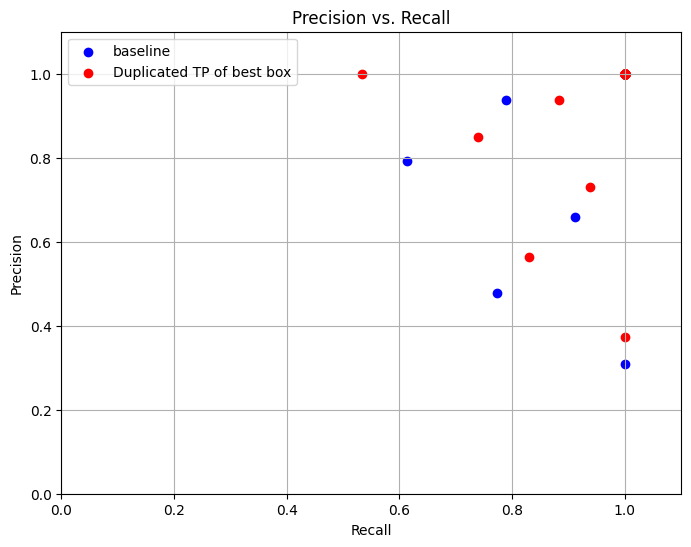 Precision vs. Recall
baseline
Duplicated TP of best box
1.0
0.8
0.6
0.4
0.2
0.0
Precision
0.0 0.2 0.4 0.6 0.8 1.0
Recall